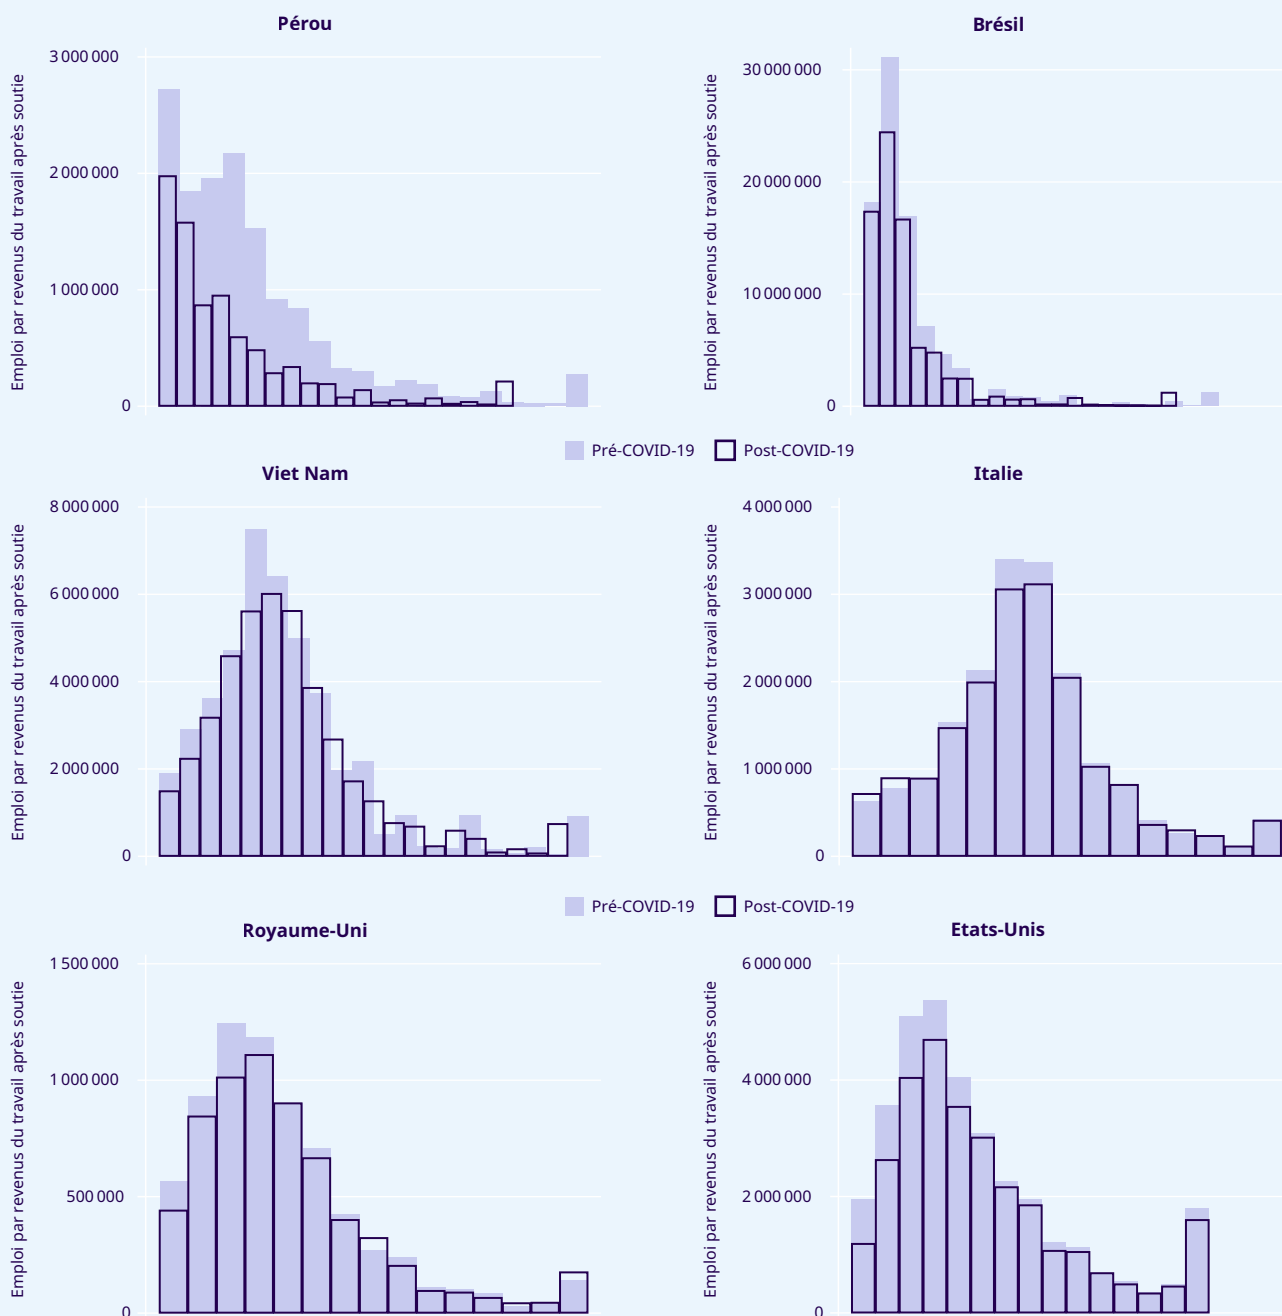 Pérou
Emploi par revenus du travail après soutie
3 000 000
2 000 000
1 000 000
0
Brésil
Emploi par revenus du travail après soutie
30 000 000
20 000 000
10 000 000
0
Pré-COVID-19 Post-COVID-19
Viet Nam
Emploi par revenus du travail après soutie
8 000 000
6 000 000
4 000 000
2 000 000
0
Italie
Emploi par revenus du travail après soutie
4 000 000
3 000 000
2 000 000
1 000 000
0
Pré-COVID-19 Post-COVID-19
Royaume-Uni
Emploi par revenus du travail après soutie
1 500 000
1 000 000
500 000
0
Etats-Unis
Emploi par revenus du travail après soutie
6 000 000
4 000 000
2 000 000
0